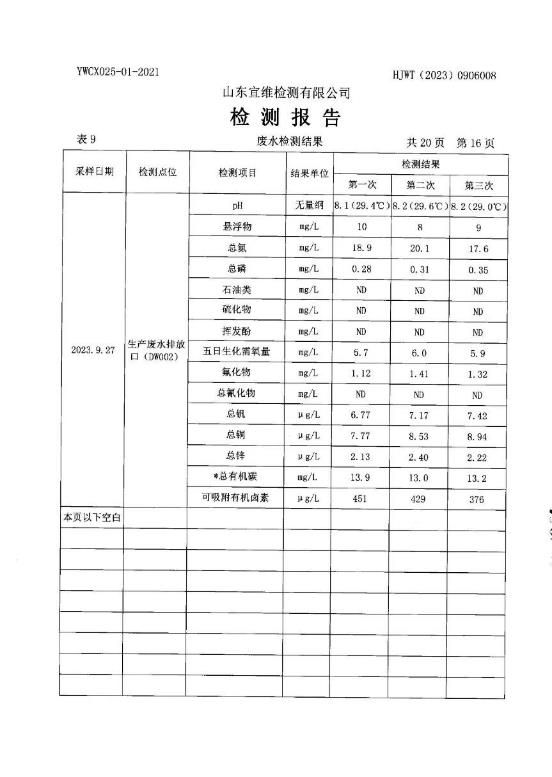 YWCX025-01-2021 HJWT (2023) 0906008
山东宜维检测有限公司
检 测 报 告
表 9 废水检测结果 共 20 页 第 16 页
采样日期 检测点位 检测项目 结果单位 检测结果
第一次 第二次 第三次
2023.9.27 生产废水排放口 (DW002)
pH 无量纲 8.1(29.4℃) 8.2(29.6℃) 8.2(29.0℃)
悬浮物 mg/L 10 8 9
总氮 mg/L 18.9 20.1 17.6
总磷 mg/L 0.28 0.31 0.35
石油类 mg/L ND ND ND
硫化物 mg/L ND ND ND
挥发酚 mg/L ND ND ND
五日生化需氧量 mg/L 5.7 6.0 5.9
氟化物 mg/L 1.12 1.41 1.32
总氰化物 mg/L ND ND ND
总钒 μg/L 6.77 7.17 7.42
总铜 μg/L 7.77 8.53 8.94
总锌 μg/L 2.13 2.40 2.22
*总有机碳 mg/L 13.9 13.0 13.2
可吸附有机卤素 μg/L 451 429 376
本页以下空白